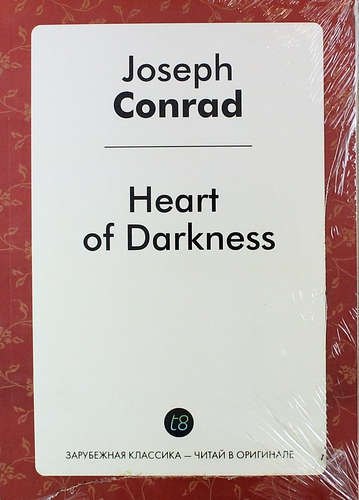 Joseph
Conrad
Heart
of Darkness
t8
ЗАРУБЕЖНАЯ КЛАССИКА — ЧИТАЙ В ОРИГИНАЛЕ